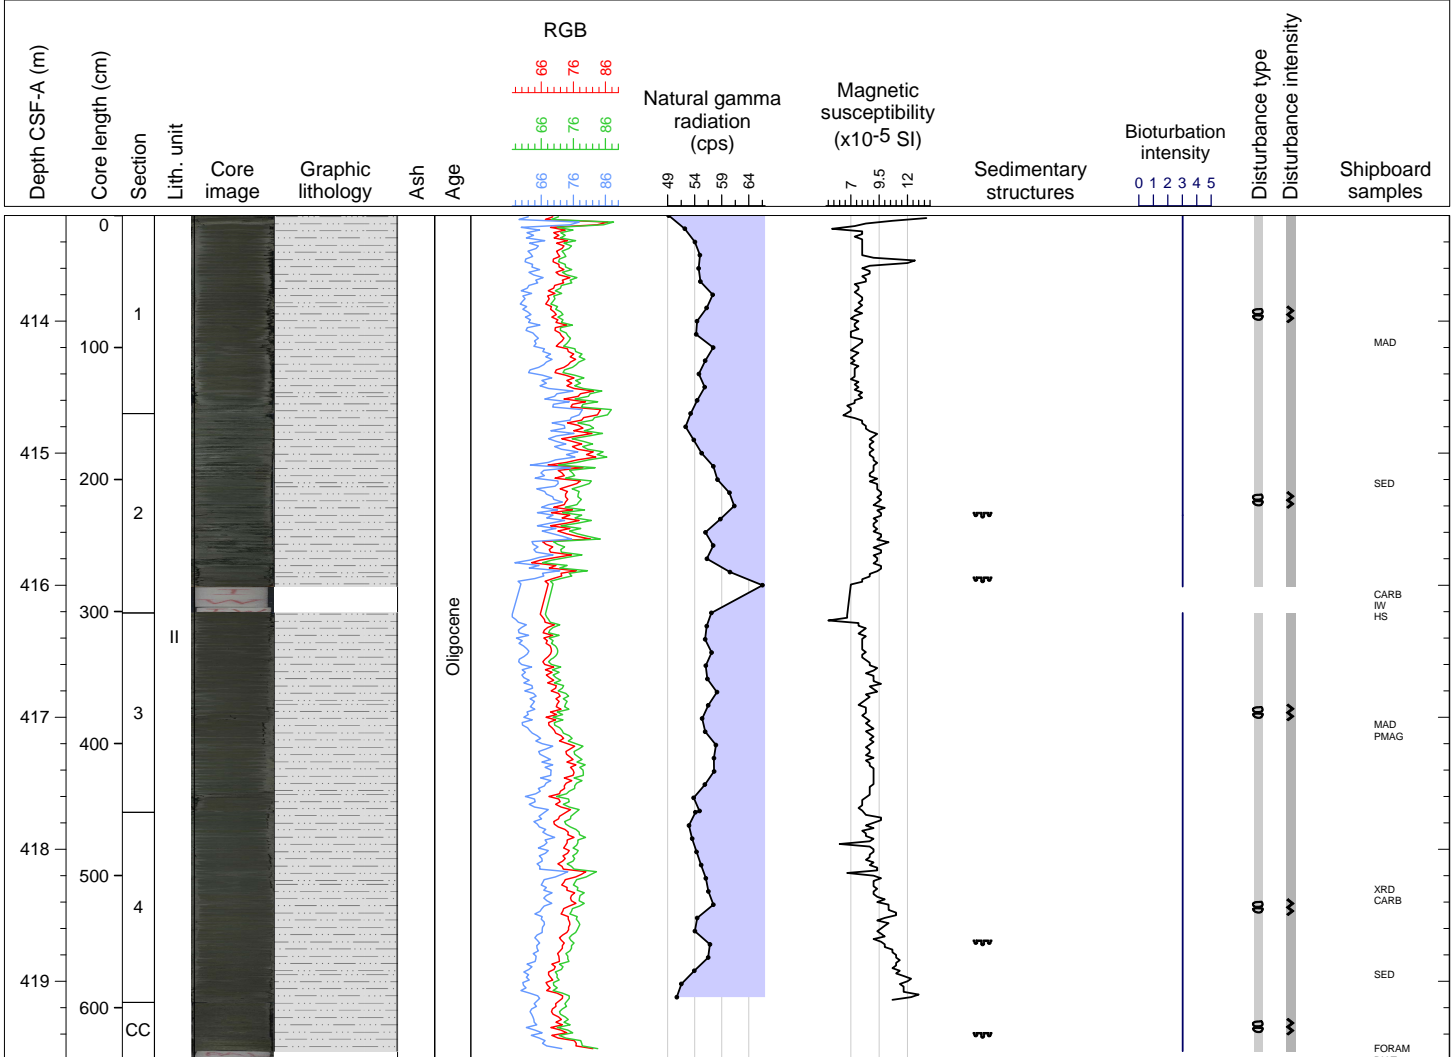 RGB
66 76 86
66 76 86
66 76 86
Depth CSF-A (m)
Core length (cm)
Section
Lith. unit
Core
image
Graphic
lithology
Ash
Age
Natural gamma
radiation
(cps)
49 54 59 64
Magnetic
susceptibility
(x10-5 SI)
7 9.5 12
Sedimentary
structures
Bioturbation
intensity
0 1 2 3 4 5
Disturbance type
Disturbance intensity
Shipboard
samples
414
415
416
417
418
419
0
100
200
300
400
500
600
1
2
3
4
CC
II
Oligocene
MAD
SED
CARB
IW
HS
MAD
PMAG
XRD
CARB
SED
FORAM